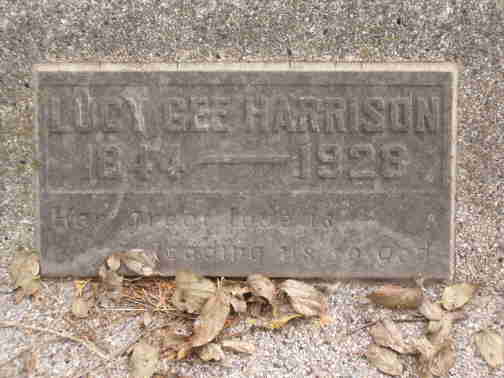 LUCY GEE HARRISON
1844 — 1928
Her great love is
leading us to God